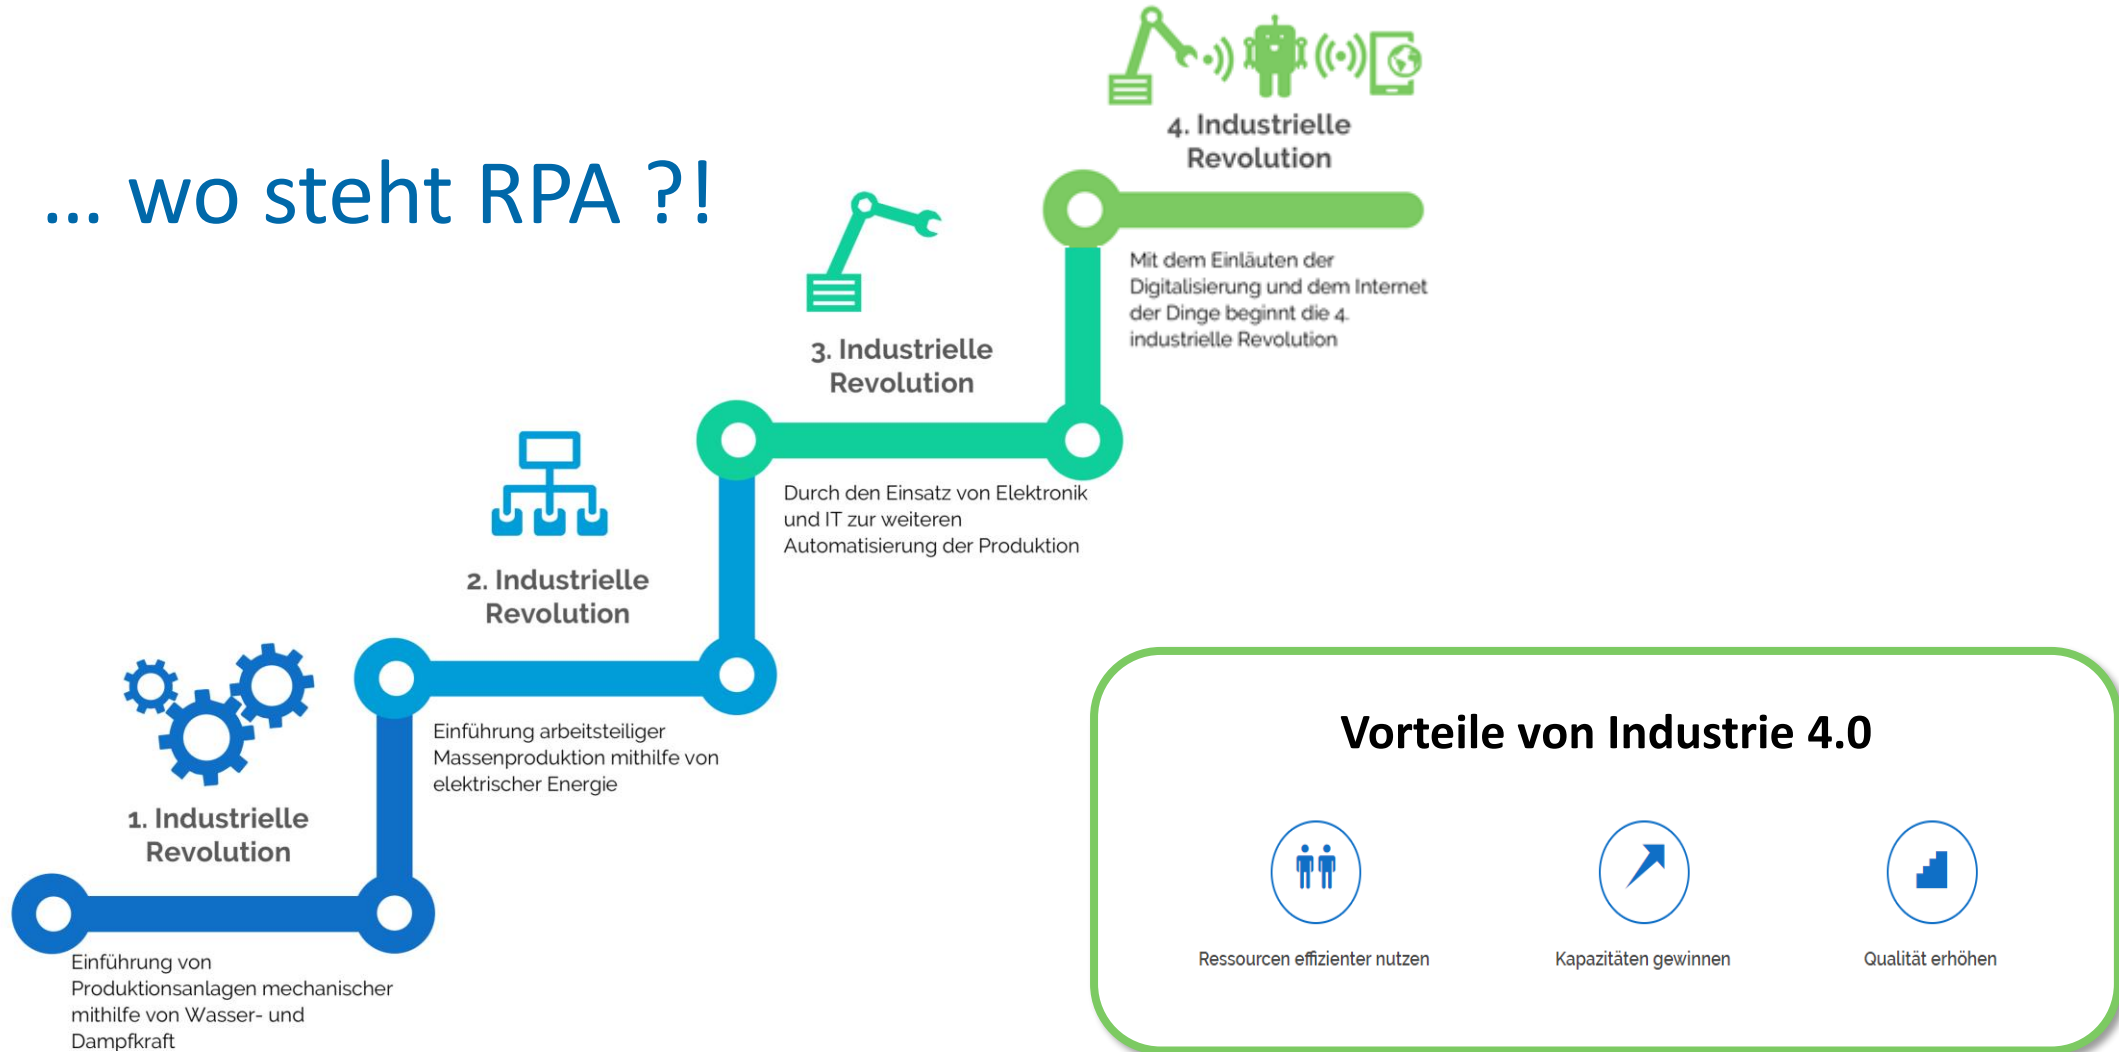 ... wo steht RPA ?!
1. Industrielle
Revolution
Einführung von
Produktionsanlagen mechanischer
mithilfe von Wasser- und
Dampfkraft
2. Industrielle
Revolution
Einführung arbeitsteiliger
Massenproduktion mithilfe von
elektrischer Energie
3. Industrielle
Revolution
Durch den Einsatz von Elektronik
und IT zur weiteren
Automatisierung der Produktion
4. Industrielle
Revolution
Mit dem Einläuten der
Digitalisierung und dem Internet
der Dinge beginnt die 4.
industrielle Revolution
Vorteile von Industrie 4.0
Ressourcen effizienter nutzen
Kapazitäten gewinnen
Qualität erhöhen